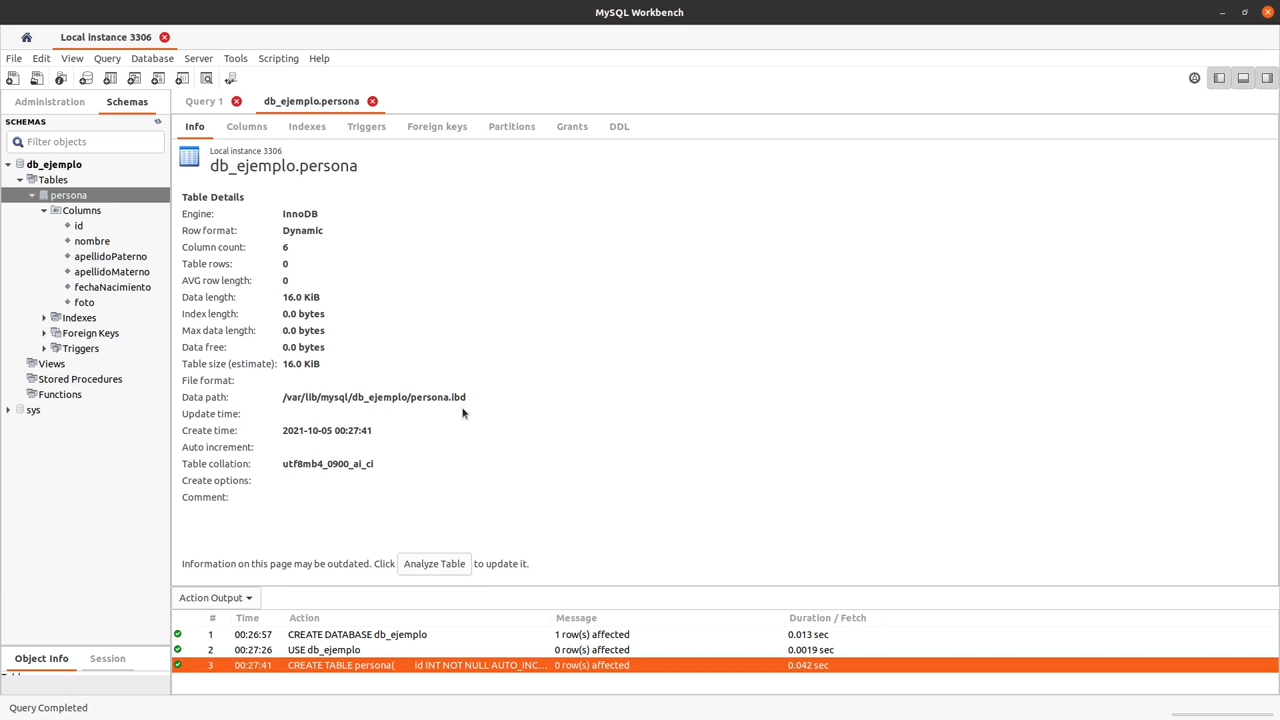 MySQL Workbench
Local instance 3306
File Edit View Query Database Server Tools Scripting Help
Administration Schemas
SCHEMAS
Filter objects
db_ejemplo
Tables
persona
Columns
id
nombre
apellidoPaterno
apellidoMaterno
fechaNacimiento
foto
Indexes
Foreign Keys
Triggers
Views
Stored Procedures
Functions
sys
Object Info Session
Query 1 db_ejemplo.persona
Info Columns Indexes Triggers Foreign keys Partitions Grants DDL
Local instance 3306
db_ejemplo.persona
Table Details
Engine: InnoDB
Row format: Dynamic
Column count: 6
Table rows: 0
AVG row length: 0
Data length: 16.0 KiB
Index length: 0.0 bytes
Max data length: 0.0 bytes
Data free: 0.0 bytes
Table size (estimate): 16.0 KiB
File format:
Data path: /var/lib/mysql/db_ejemplo/persona.ibd
Update time:
Create time: 2021-10-05 00:27:41
Auto increment:
Table collation: utf8mb4_0900_ai_ci
Create options:
Comment:
Information on this page may be outdated. Click Analyze Table to update it.
Action Output
# Time Action Message Duration / Fetch
1 00:26:57 CREATE DATABASE db_ejemplo 1 row(s) affected 0.013 sec
2 00:27:26 USE db_ejemplo 0 row(s) affected 0.0019 sec
3 00:27:41 CREATE TABLE persona( id INT NOT NULL AUTO_INC... 0 row(s) affected 0.042 sec
Query Completed